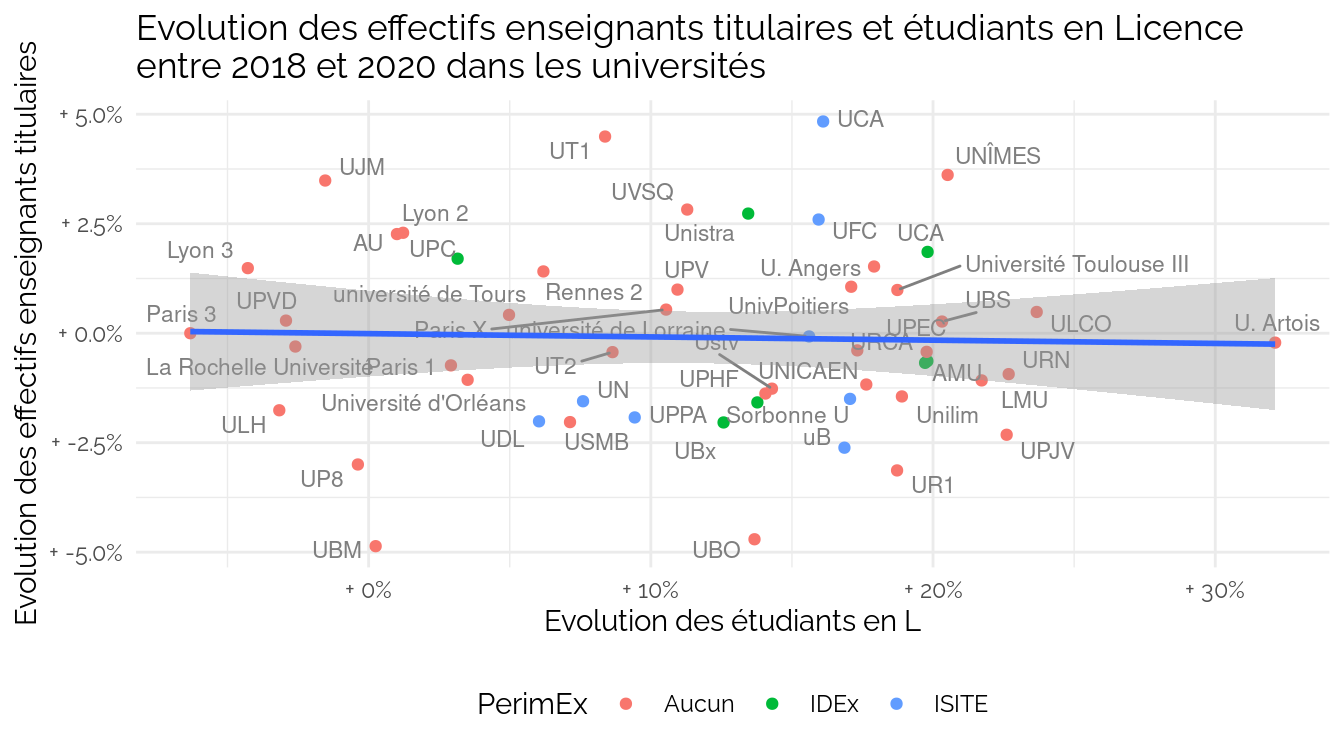 Evolution des effectifs enseignants titulaires et étudiants en Licence
entre 2018 et 2020 dans les universités
Evolution des effectifs enseignants titulaires
+ 5.0%
+ 2.5%
+ 0.0%
+ -2.5%
+ -5.0%
UCA
UT1
UNÎMES
UJM
UVSQ
Lyon 2
AU
UPC
Unistra
UFC
UCA
Lyon 3
UPV
U. Angers
Université Toulouse III
UPVD
université de Tours
Rennes 2
UnivPoitiers
UBS
Paris 3
Paris X
Université de Lorraine
UPEC
ULCO
U. Artois
UstV
URCA
La Rochelle Université
Paris 1
UT2
UPHF
UNICAEN
AMU
URN
Université d'Orléans
UN
UPPA
Sorbonne U
Unilim
LMU
ULH
UDL
USMB
UBx
uB
UPJV
UP8
UR1
UBM
UBO
+ 0%
+ 10%
+ 20%
+ 30%
Evolution des étudiants en L
PerimEx
Aucun
IDEx
ISITE